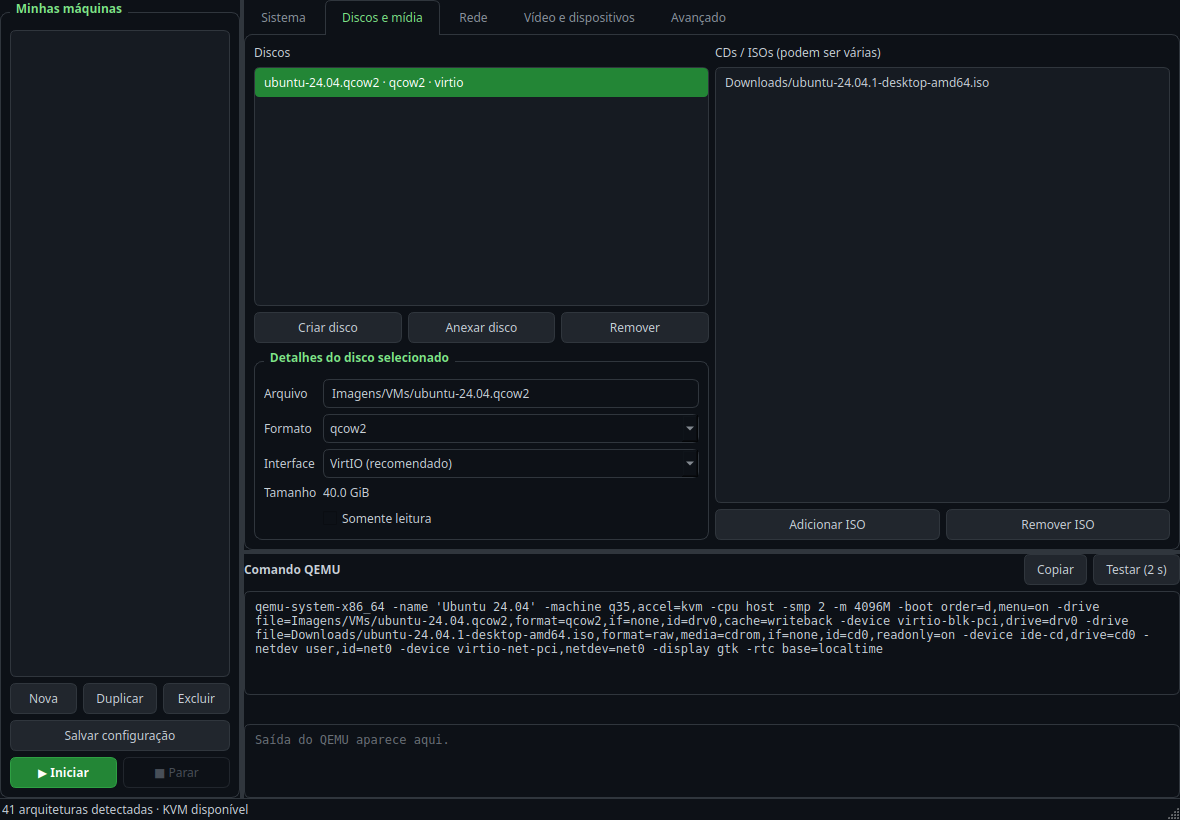 Minhas máquinas
Nova
Duplicar
Excluir
Salvar configuração
▶ Iniciar
■ Parar
Sistema
Discos e mídia
Rede
Vídeo e dispositivos
Avançado
Discos
ubuntu-24.04.qcow2 · qcow2 · virtio
Criar disco
Anexar disco
Remover
Detalhes do disco selecionado
Arquivo Imagens/VMs/ubuntu-24.04.qcow2
Formato qcow2
Interface VirtIO (recomendado)
Tamanho 40.0 GiB
Somente leitura
CDs / ISOs (podem ser várias)
Downloads/ubuntu-24.04.1-desktop-amd64.iso
Adicionar ISO
Remover ISO
Comando QEMU
Copiar
Testar (2 s)
qemu-system-x86_64 -name 'Ubuntu 24.04' -machine q35,accel=kvm -cpu host -smp 2 -m 4096M -boot order=d,menu=on -drive
file=Imagens/VMs/ubuntu-24.04.qcow2,format=qcow2,if=none,id=drv0,cache=writeback -device virtio-blk-pci,drive=drv0 -drive
file=Downloads/ubuntu-24.04.1-desktop-amd64.iso,format=raw,media=cdrom,if=none,id=cd0,readonly=on -device ide-cd,drive=cd0 -
netdev user,id=net0 -device virtio-net-pci,netdev=net0 -display gtk -rtc base=localtime
Saída do QEMU aparece aqui.
41 arquiteturas detectadas · KVM disponível